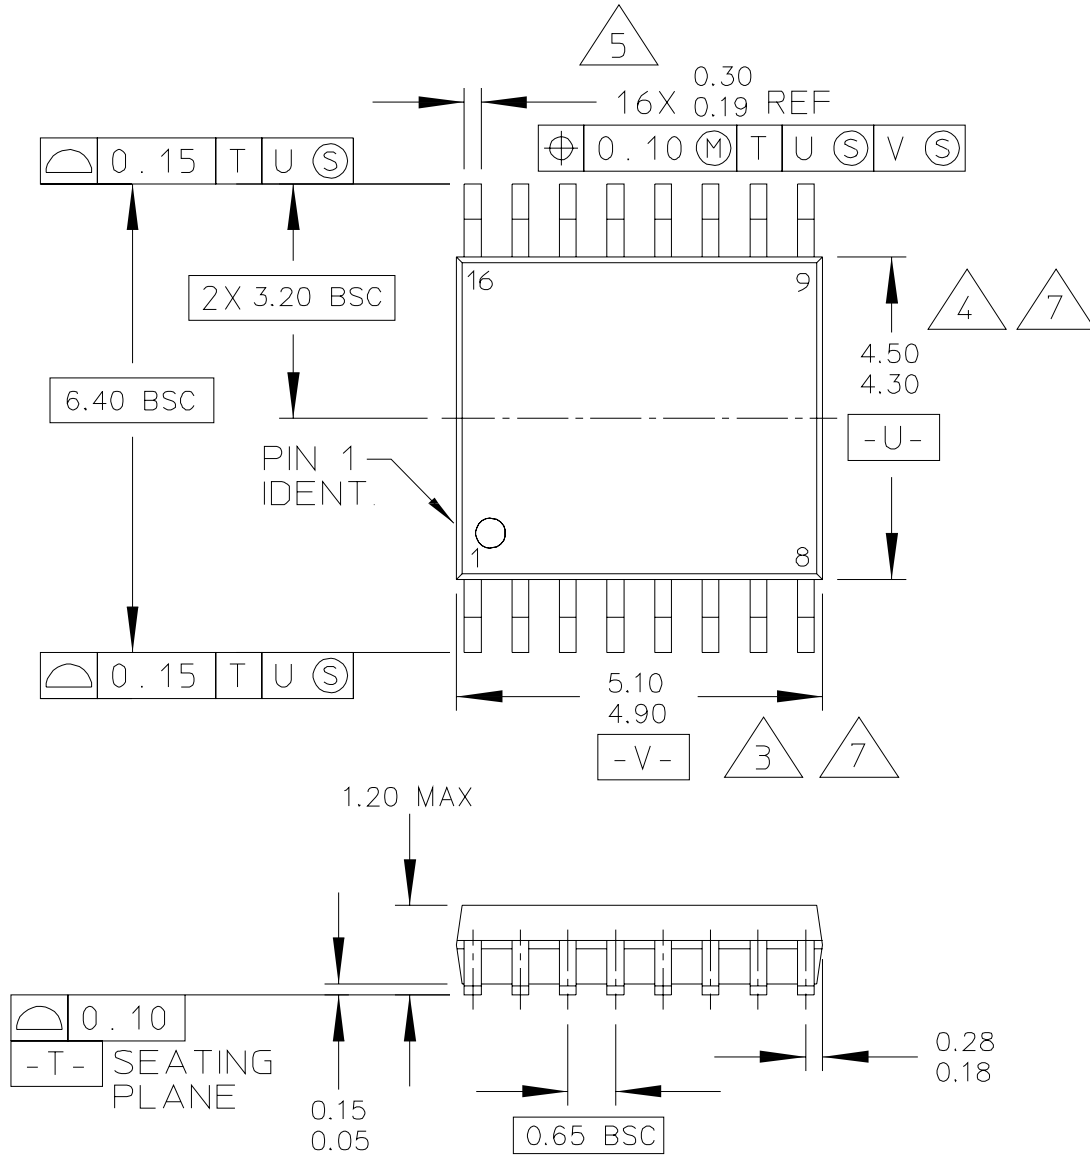 5
0.30
16X 0.19 REF
0.10 Ⓜ T U Ⓢ V Ⓢ
0.15 T U Ⓢ
16 9
2X 3.20 BSC
4 7
4.50
4.30
6.40 BSC
-U-
PIN 1
IDENT.
1 8
0.15 T U Ⓢ
5.10
4.90
-V- 3 7
1.20 MAX
0.10
-T- SEATING
PLANE
0.28
0.18
0.15
0.05
0.65 BSC